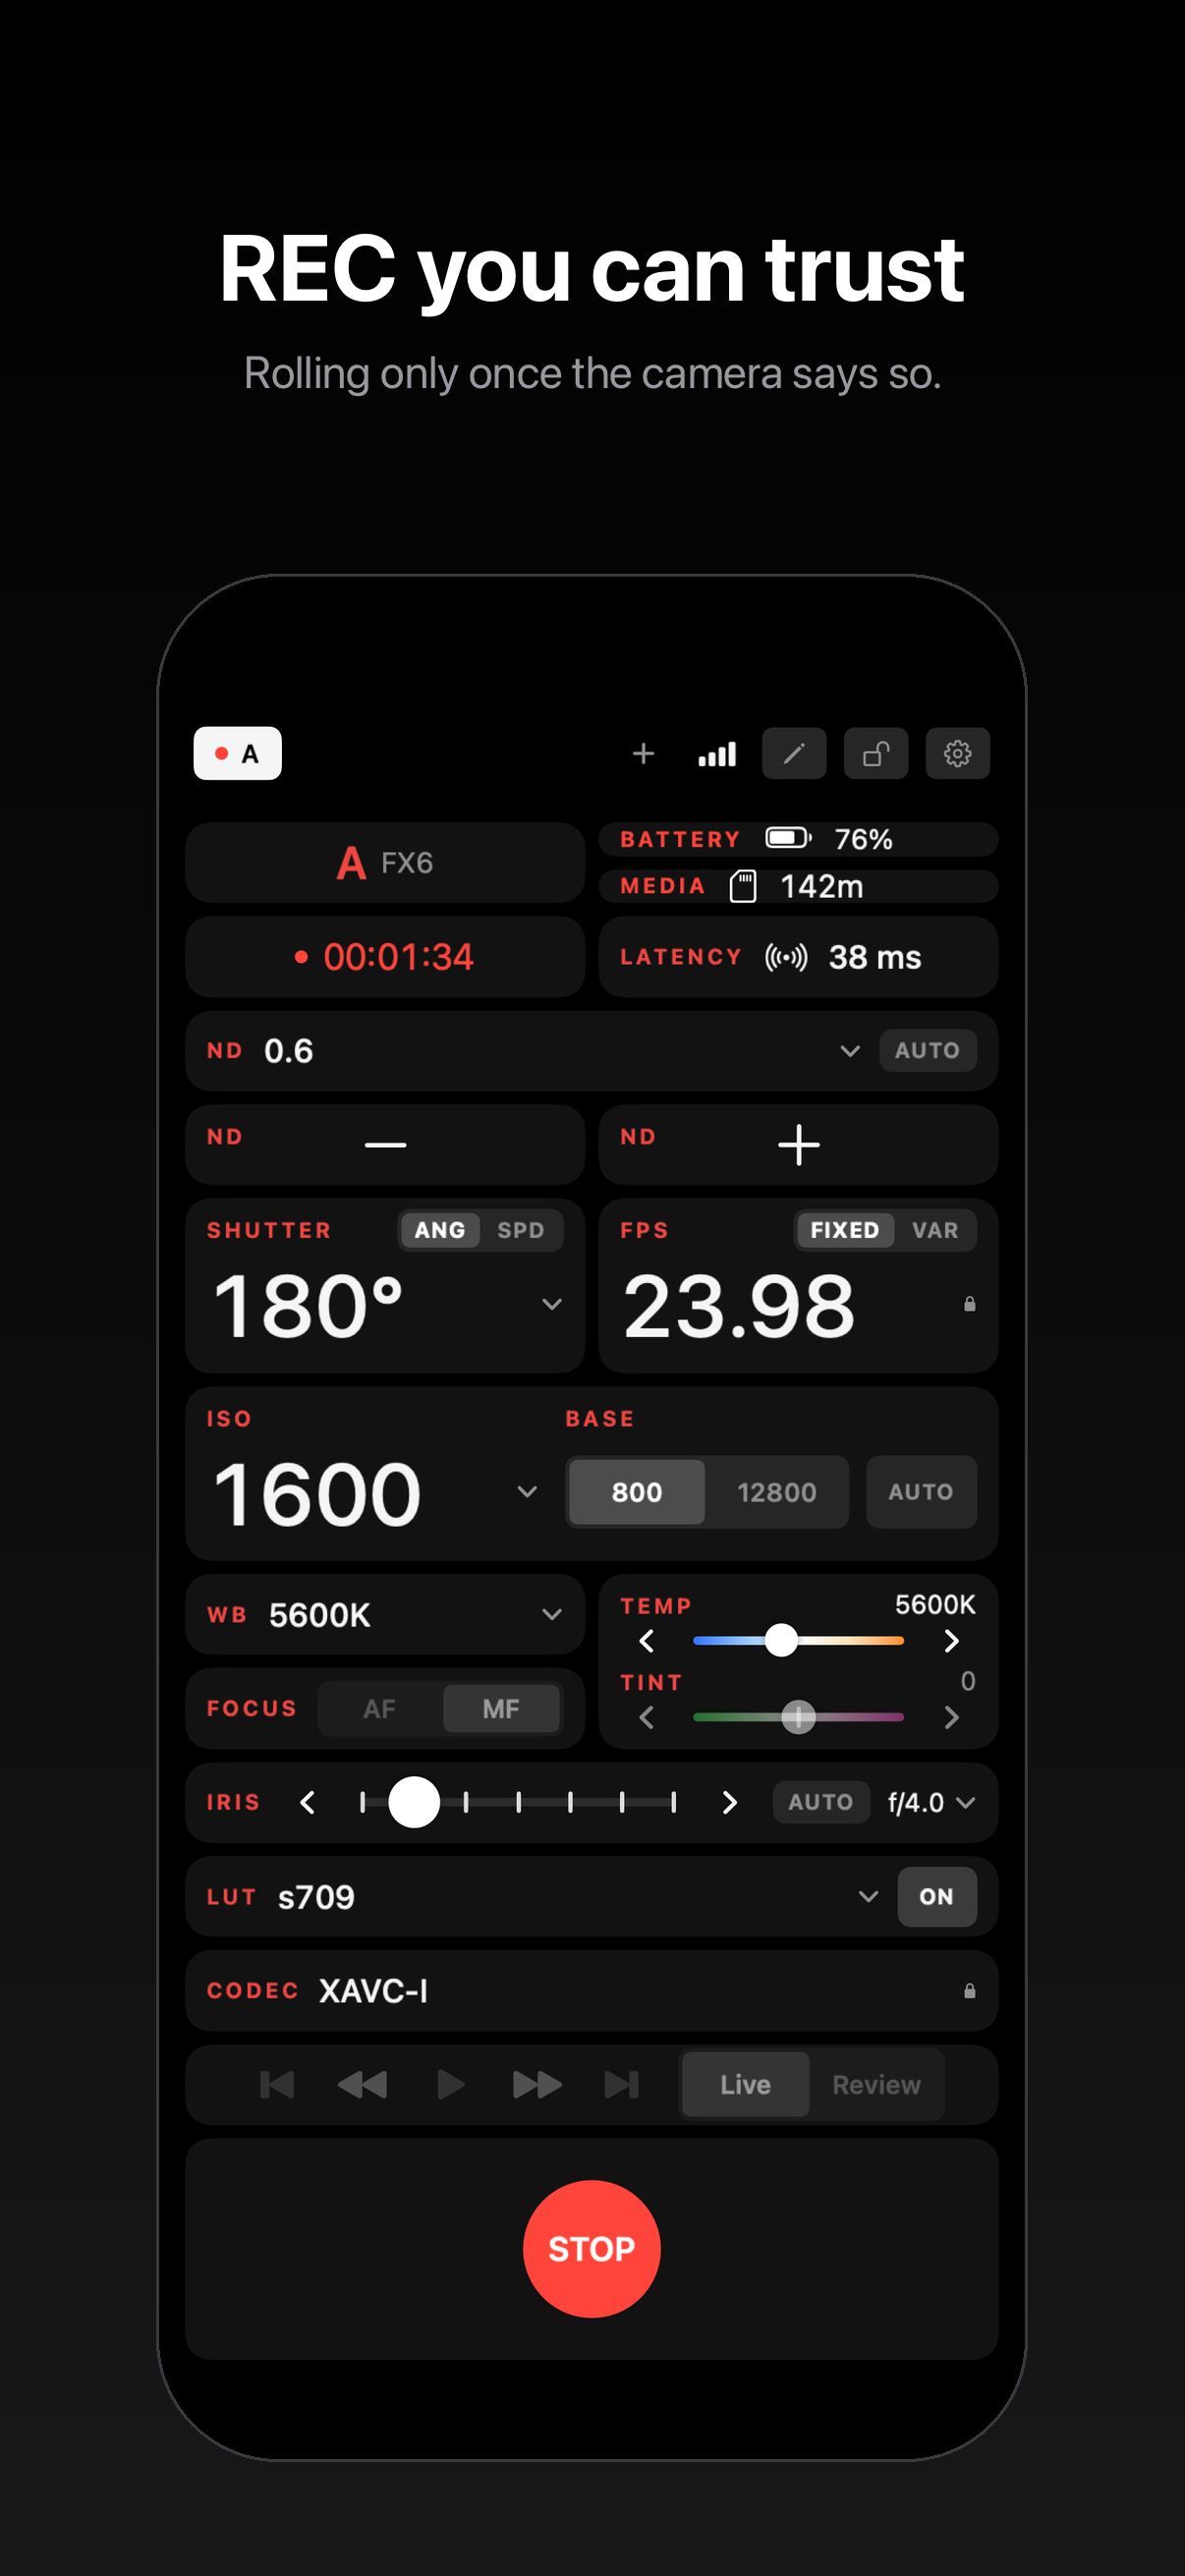 REC you can trust
Rolling only once the camera says so.
A
A FX6
BATTERY 76%
MEDIA 142m
00:01:34
LATENCY 38 ms
ND 0.6 AUTO
ND
ND
SHUTTER ANG SPD
180°
FPS FIXED VAR
23.98
ISO
1600
BASE
800 12800 AUTO
WB 5600K
TEMP 5600K
TINT 0
FOCUS AF MF
IRIS AUTO f/4.0
LUT s709 ON
CODEC XAVC-I
Live Review
STOP